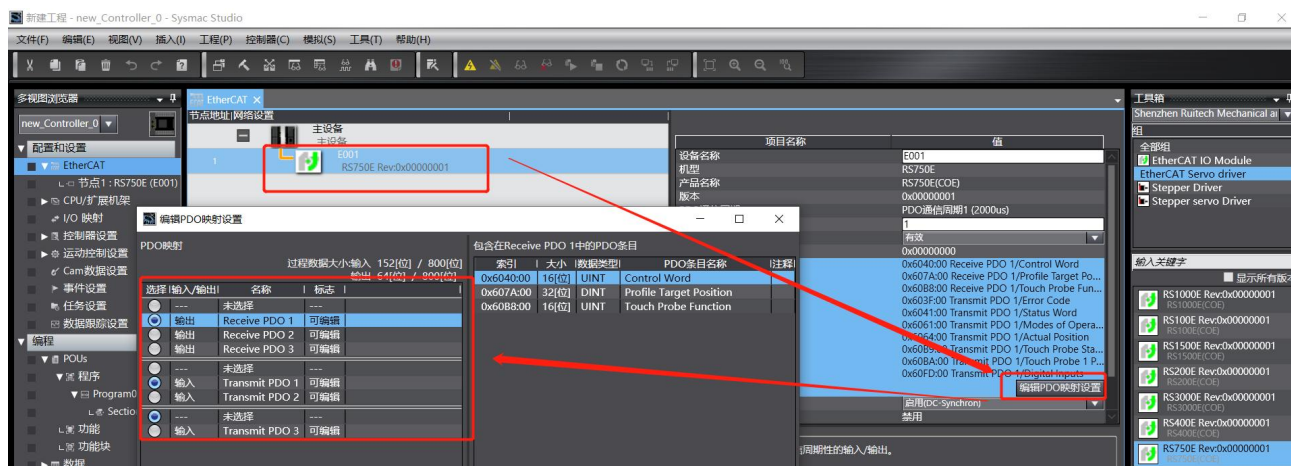 新建工程 - new_Controller_0 - Sysmac Studio
文件(F) 编辑(E) 视图(V) 插入(I) 工程(P) 控制器(C) 模拟(S) 工具(T) 帮助(H)
多视图浏览器
new_Controller_0
配置和设置
EtherCAT
节点1 : RS750E (E001)
CPU/扩展机架
I/O 映射
控制器设置
运动控制设置
Cam数据设置
事件设置
任务设置
数据跟踪设置
编程
POUs
程序
Program0
Sectio
功能
功能块
数据
EtherCAT
节点地址|网络设置
主设备
主设备
1
E001
RS750E Rev:0x00000001
项目名称 值
设备名称 E001
机型 RS750E
产品名称 RS750E(COE)
版本 0x00000001
PDO通信周期1 (2000us)
1
有效
0x00000000
0x6040:00 Receive PDO 1/Control Word
0x607A:00 Receive PDO 1/Profile Target Po...
0x60B8:00 Receive PDO 1/Touch Probe Fun...
0x603F:00 Transmit PDO 1/Error Code
0x6041:00 Transmit PDO 1/Status Word
0x6061:00 Transmit PDO 1/Modes of Opera...
0x6064:00 Transmit PDO 1/Actual Position
0x60B9:00 Transmit PDO 1/Touch Probe Sta...
0x60BA:00 Transmit PDO 1/Touch Probe 1 P...
0x60FD:00 Transmit PDO 1/Digital Inputs
编辑PDO映射设置
启用(DC-Synchron)
禁用
周期性的输入/输出。
编辑PDO映射设置
PDO映射
过程数据大小:输入 152[位] / 800[位]
输出 64[位] / 800[位]
选择 |输入/输出| 名称 | 标志 |
--- 未选择 ---
输出 Receive PDO 1 可编辑
输出 Receive PDO 2 可编辑
输出 Receive PDO 3 可编辑
--- 未选择 ---
输入 Transmit PDO 1 可编辑
输入 Transmit PDO 2 可编辑
--- 未选择 ---
输入 Transmit PDO 3 可编辑
包含在Receive PDO 1中的PDO条目
索引 | 大小 |数据类型| PDO条目名称 |注释|
0x6040:00 16[位] UINT Control Word
0x607A:00 32[位] DINT Profile Target Position
0x60B8:00 16[位] UINT Touch Probe Function
工具箱
Shenzhen Ruitech Mechanical a
组
全部组
EtherCAT IO Module
EtherCAT Servo driver
Stepper Driver
Stepper servo Driver
输入关键字
显示所有版本
RS1000E Rev:0x00000001
RS1000E(COE)
RS100E Rev:0x00000001
RS100E(COE)
RS1500E Rev:0x00000001
RS1500E(COE)
RS200E Rev:0x00000001
RS200E(COE)
RS3000E Rev:0x00000001
RS3000E(COE)
RS400E Rev:0x00000001
RS400E(COE)
RS750E Rev:0x00000001